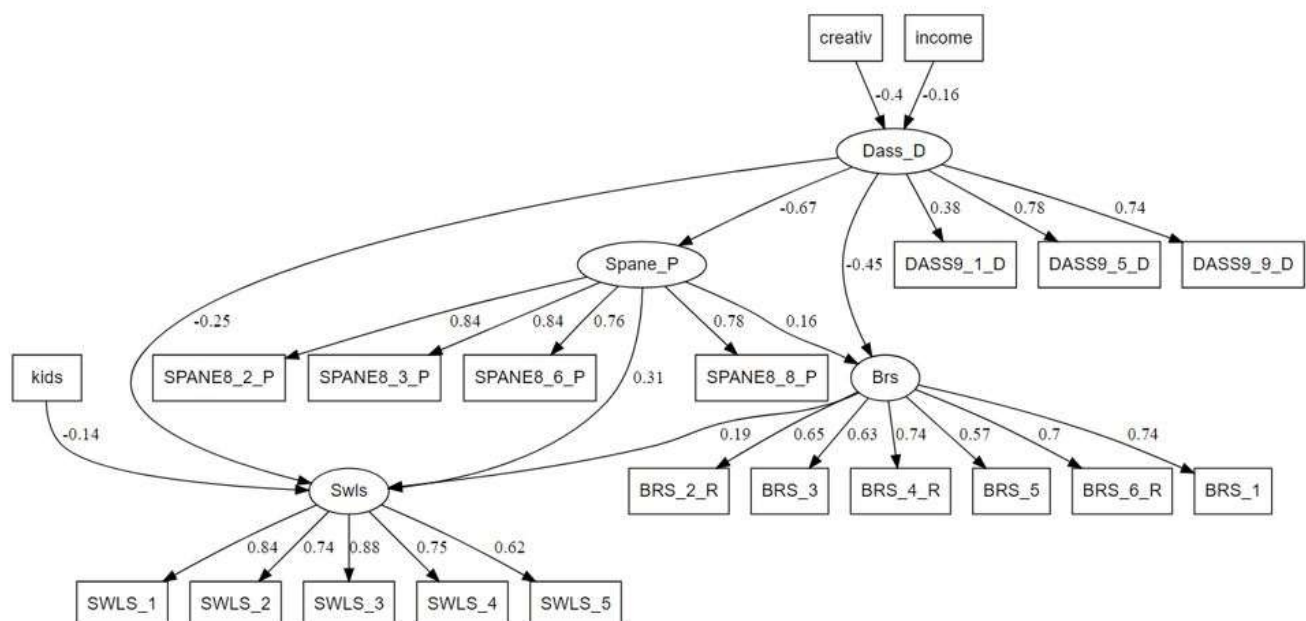 creativ income
-0.4 -0.16
Dass_D
-0.67 0.38 0.78 0.74
Spane_P DASS9_1_D DASS9_5_D DASS9_9_D
-0.45
-0.25 0.84 0.84 0.76 0.78 0.16
kids SPANE8_2_P SPANE8_3_P SPANE8_6_P SPANE8_8_P Brs
0.31
-0.14 0.19 0.65 0.63 0.74 0.57 0.7 0.74
Swls BRS_2_R BRS_3 BRS_4_R BRS_5 BRS_6_R BRS_1
0.84 0.74 0.88 0.75 0.62
SWLS_1 SWLS_2 SWLS_3 SWLS_4 SWLS_5